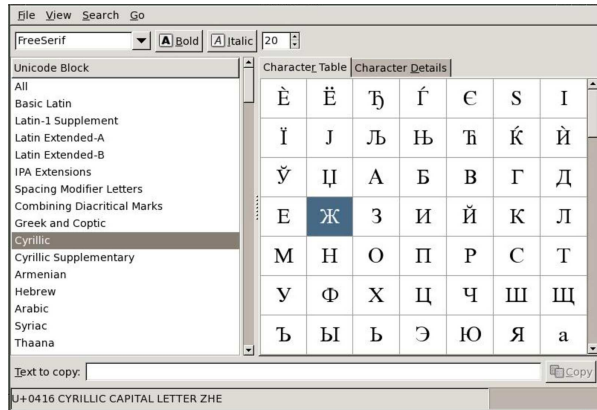 File View Search Go
FreeSerif Bold Italic 20
Unicode Block
All
Basic Latin
Latin-1 Supplement
Latin Extended-A
Latin Extended-B
IPA Extensions
Spacing Modifier Letters
Combining Diacritical Marks
Greek and Coptic
Cyrillic
Cyrillic Supplementary
Armenian
Hebrew
Arabic
Syriac
Thaana
Character Table Character Details
Ѐ Ё Ђ Ѓ Є Ѕ І
Ї Ј Љ Њ Ћ Ќ Ѝ
Ў Џ А Б В Г Д
Е Ж З И Й К Л
М Н О П Р С Т
У Ф Х Ц Ч Ш Щ
Ъ Ы Ь Э Ю Я а
Text to copy: Copy
U+0416 CYRILLIC CAPITAL LETTER ZHE